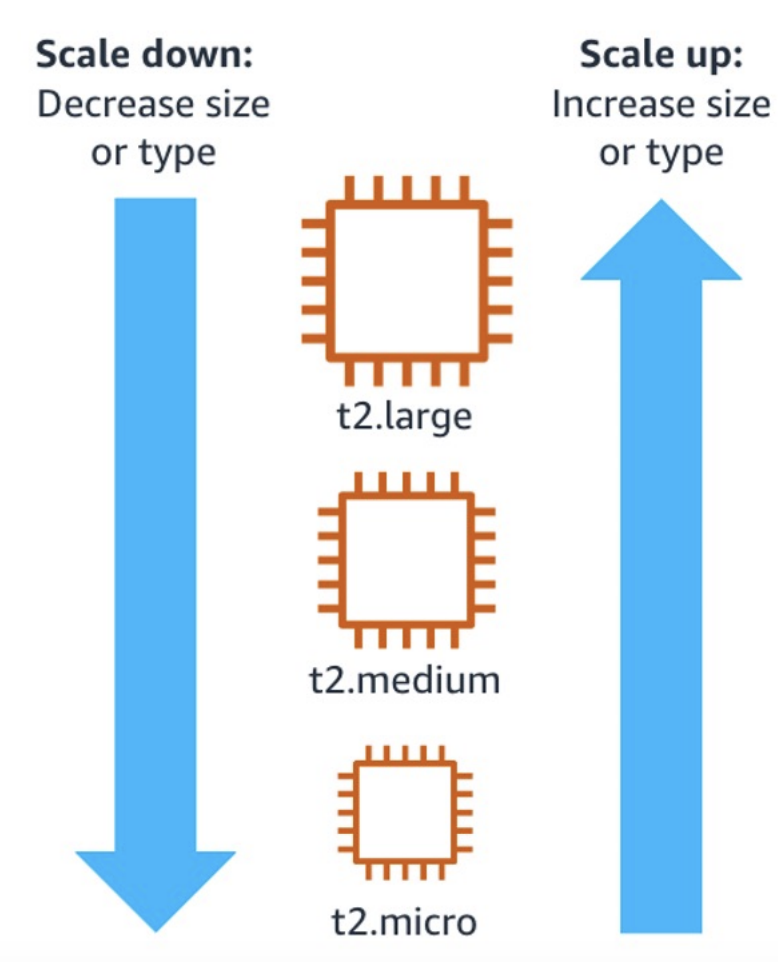 Scale down:
Decrease size
or type
Scale up:
Increase size
or type
t2.large
t2.medium
t2.micro